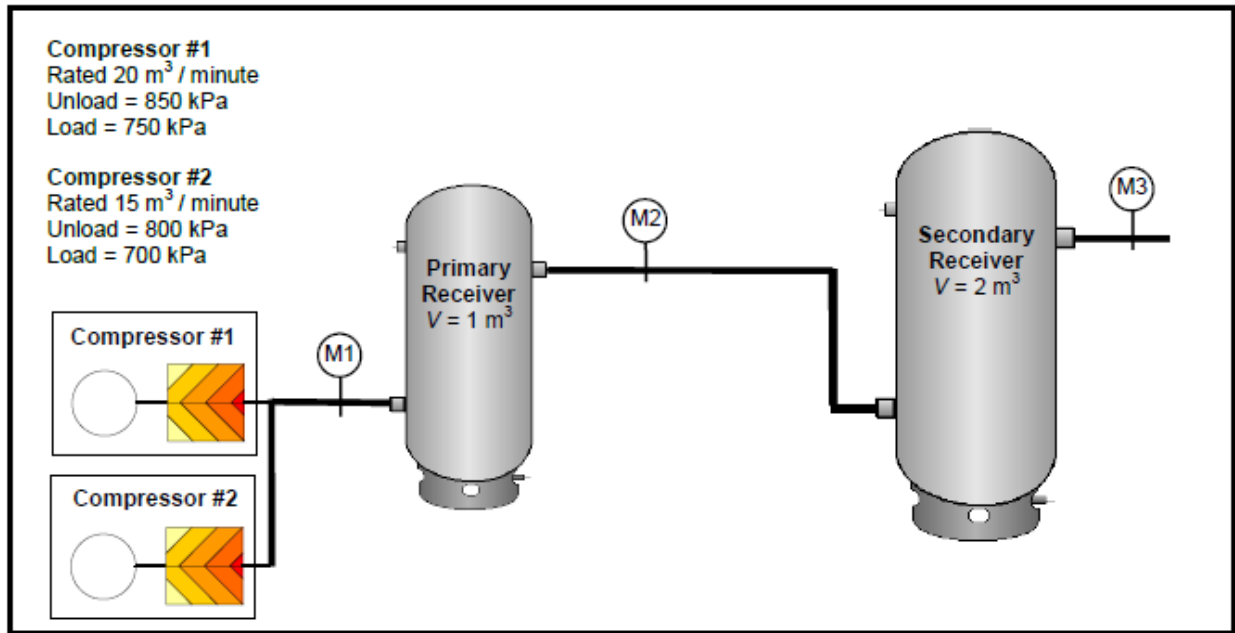 Compressor #1
Rated 20 m³ / minute
Unload = 850 kPa
Load = 750 kPa
Compressor #2
Rated 15 m³ / minute
Unload = 800 kPa
Load = 700 kPa
Compressor #1
Compressor #2
M1
Primary
Receiver
V = 1 m³
M2
Secondary
Receiver
V = 2 m³
M3